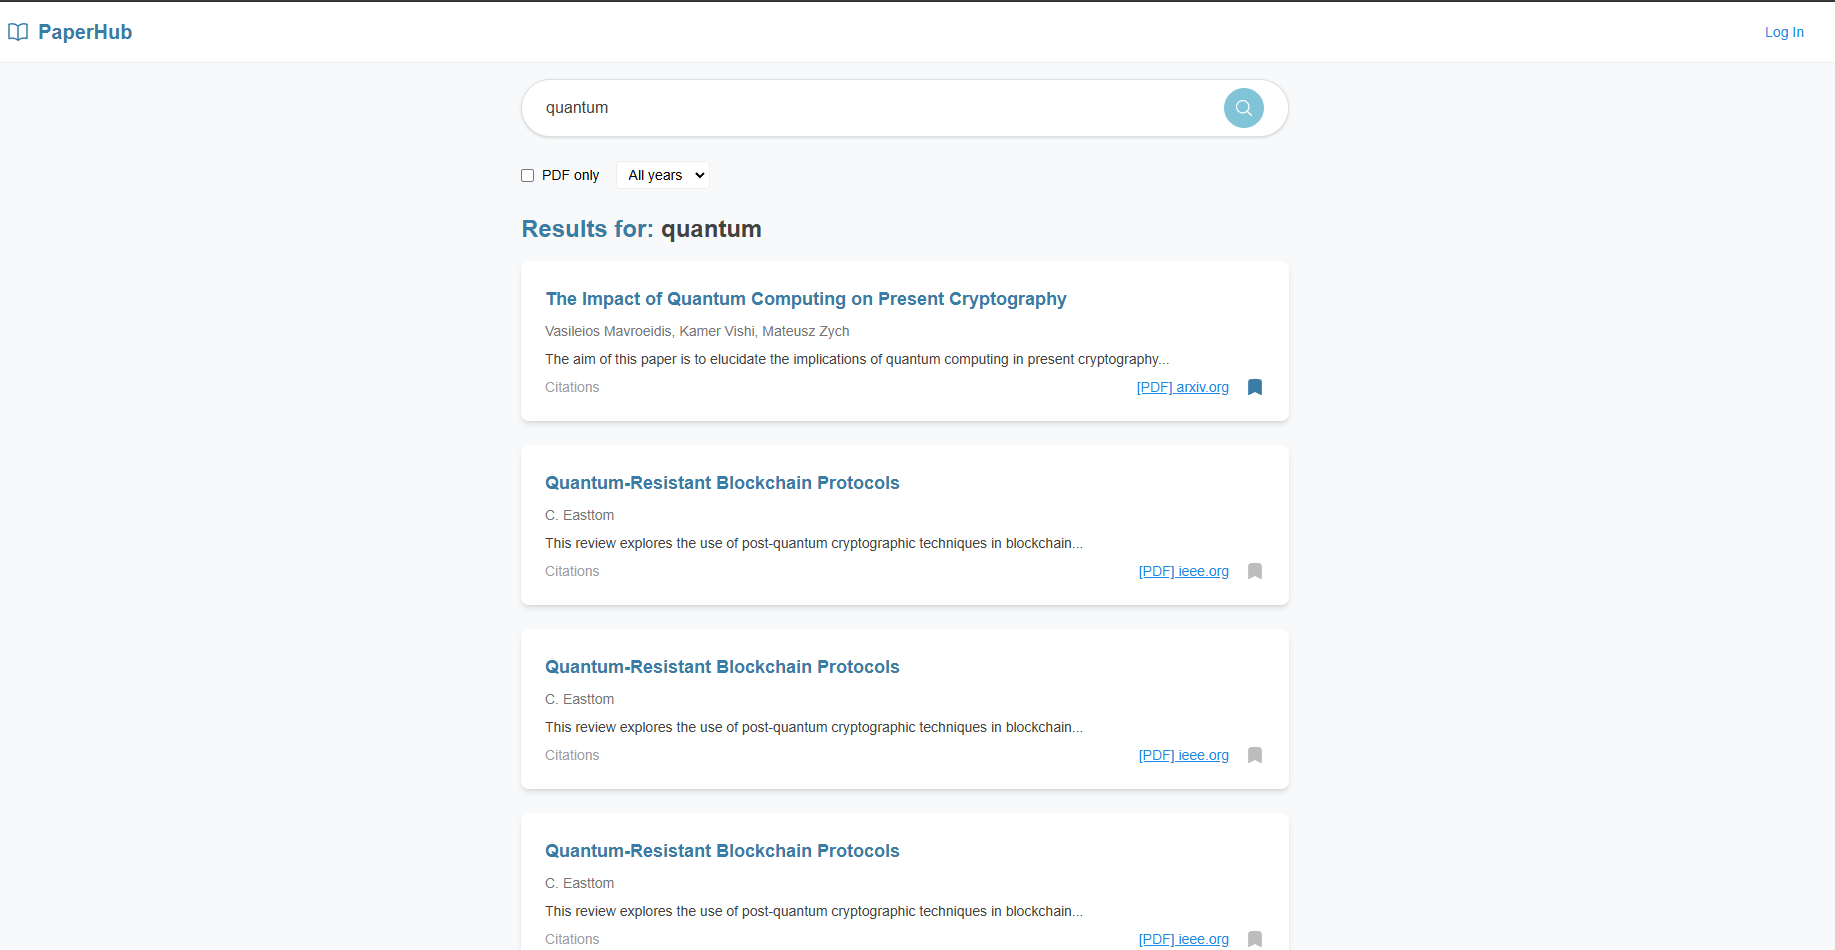 PaperHub
Log In
quantum
PDF only
All years
Results for: quantum
The Impact of Quantum Computing on Present Cryptography
Vasileios Mavroeidis, Kamer Vishi, Mateusz Zych
The aim of this paper is to elucidate the implications of quantum computing in present cryptography...
Citations
[PDF] arxiv.org
Quantum-Resistant Blockchain Protocols
C. Easttom
This review explores the use of post-quantum cryptographic techniques in blockchain...
Citations
[PDF] ieee.org
Quantum-Resistant Blockchain Protocols
C. Easttom
This review explores the use of post-quantum cryptographic techniques in blockchain...
Citations
[PDF] ieee.org
Quantum-Resistant Blockchain Protocols
C. Easttom
This review explores the use of post-quantum cryptographic techniques in blockchain...
Citations
[PDF] ieee.org